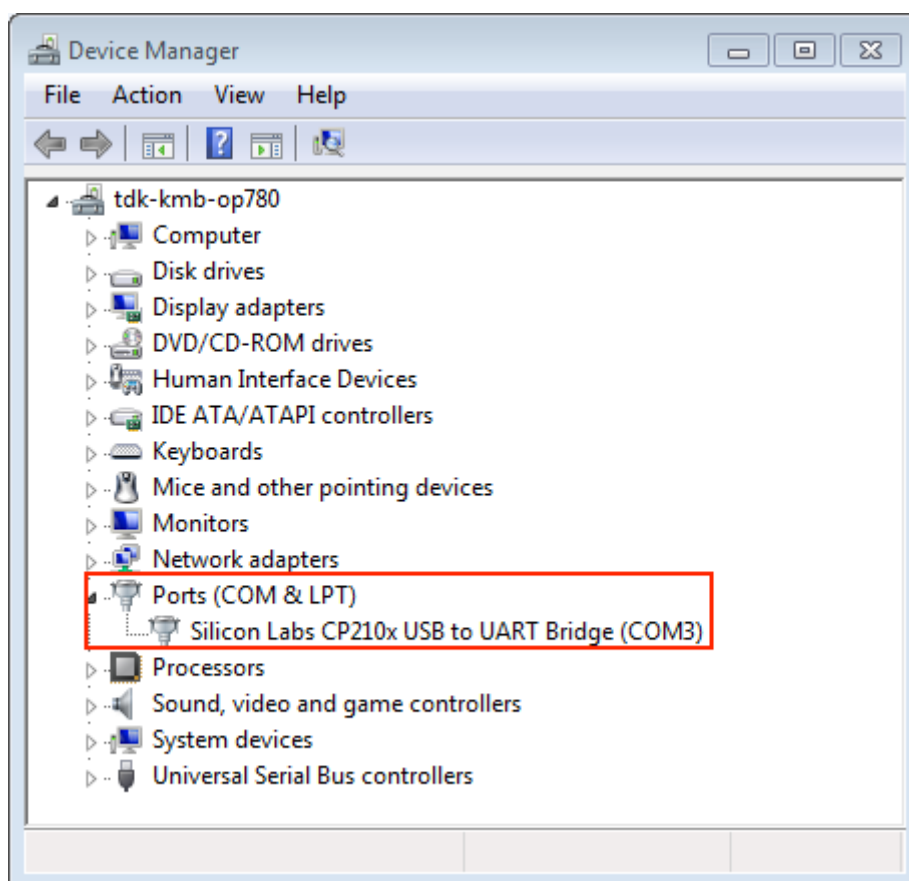 Device Manager
File Action View Help
?
tdk-kmb-op780
Computer
Disk drives
Display adapters
DVD/CD-ROM drives
Human Interface Devices
IDE ATA/ATAPI controllers
Keyboards
Mice and other pointing devices
Monitors
Network adapters
Ports (COM & LPT)
Silicon Labs CP210x USB to UART Bridge (COM3)
Processors
Sound, video and game controllers
System devices
Universal Serial Bus controllers